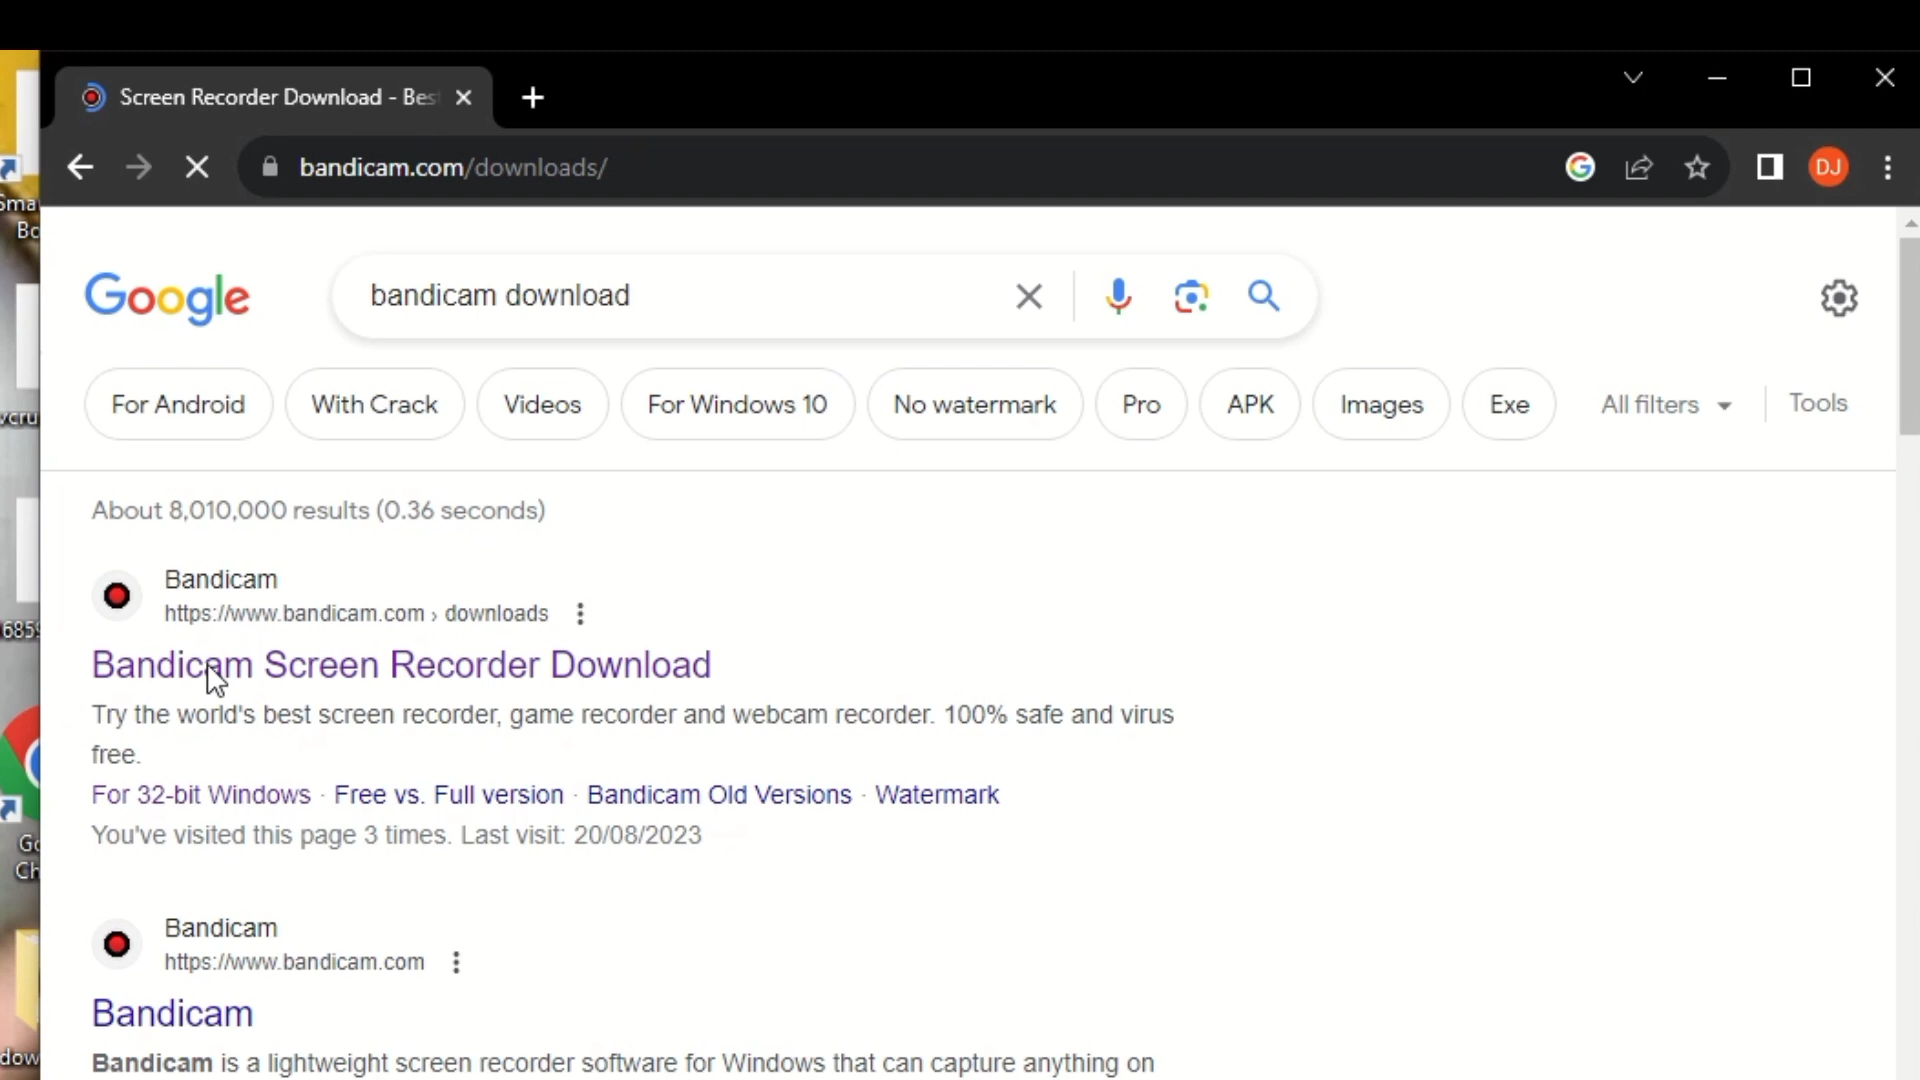 Screen Recorder Download - Bes
bandicam.com/downloads/
DJ
Google
bandicam download
For Android
With Crack
Videos
For Windows 10
No watermark
Pro
APK
Images
Exe
All filters
Tools
About 8,010,000 results (0.36 seconds)
Bandicam
https://www.bandicam.com › downloads
Bandicam Screen Recorder Download
Try the world's best screen recorder, game recorder and webcam recorder. 100% safe and virus
free.
For 32-bit Windows · Free vs. Full version · Bandicam Old Versions · Watermark
You've visited this page 3 times. Last visit: 20/08/2023
Bandicam
https://www.bandicam.com
Bandicam
Bandicam is a lightweight screen recorder software for Windows that can capture anything on